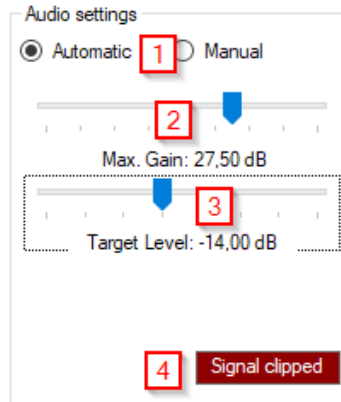 Audio settings
Automatic 1 Manual
2
Max. Gain: 27,50 dB
3
Target Level: -14,00 dB
4 Signal clipped